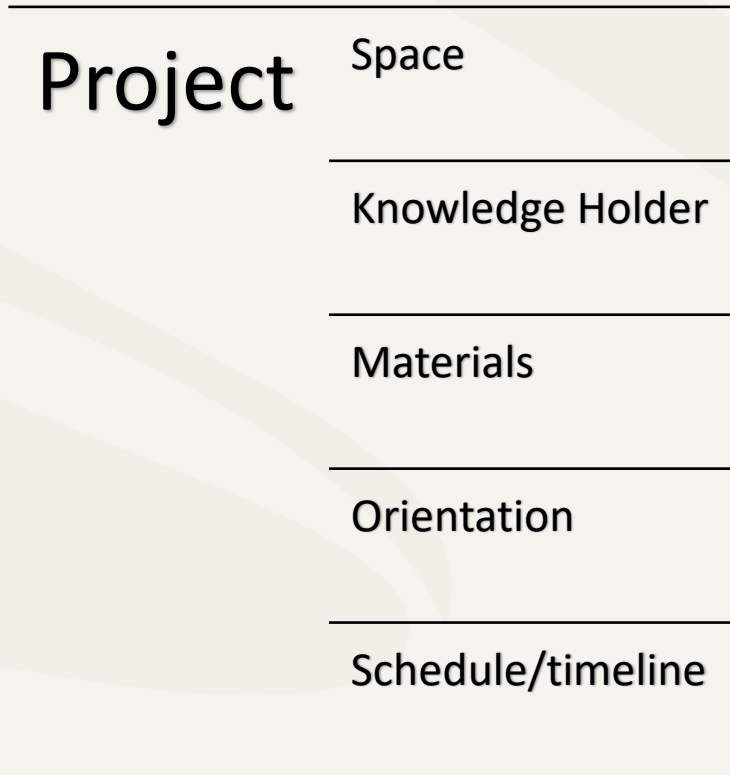 Project
Space
Knowledge Holder
Materials
Orientation
Schedule/timeline